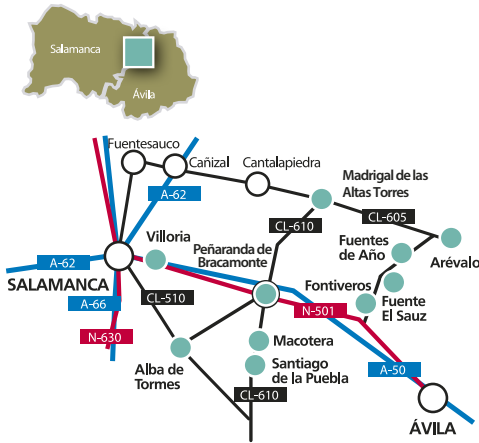 Salamanca
Ávila
Fuentesauco
Cañizal
Cantalapiedra
A-62
Madrigal de las
Altas Torres
CL-610
CL-605
Villoria
Peñaranda de
Bracamonte
Fuentes
de Año
Arévalo
A-62
SALAMANCA
Fontiveros
Fuente
El Sauz
A-66
CL-510
N-501
N-630
Macotera
Alba de
Tormes
Santiago
de la Puebla
A-50
CL-610
ÁVILA